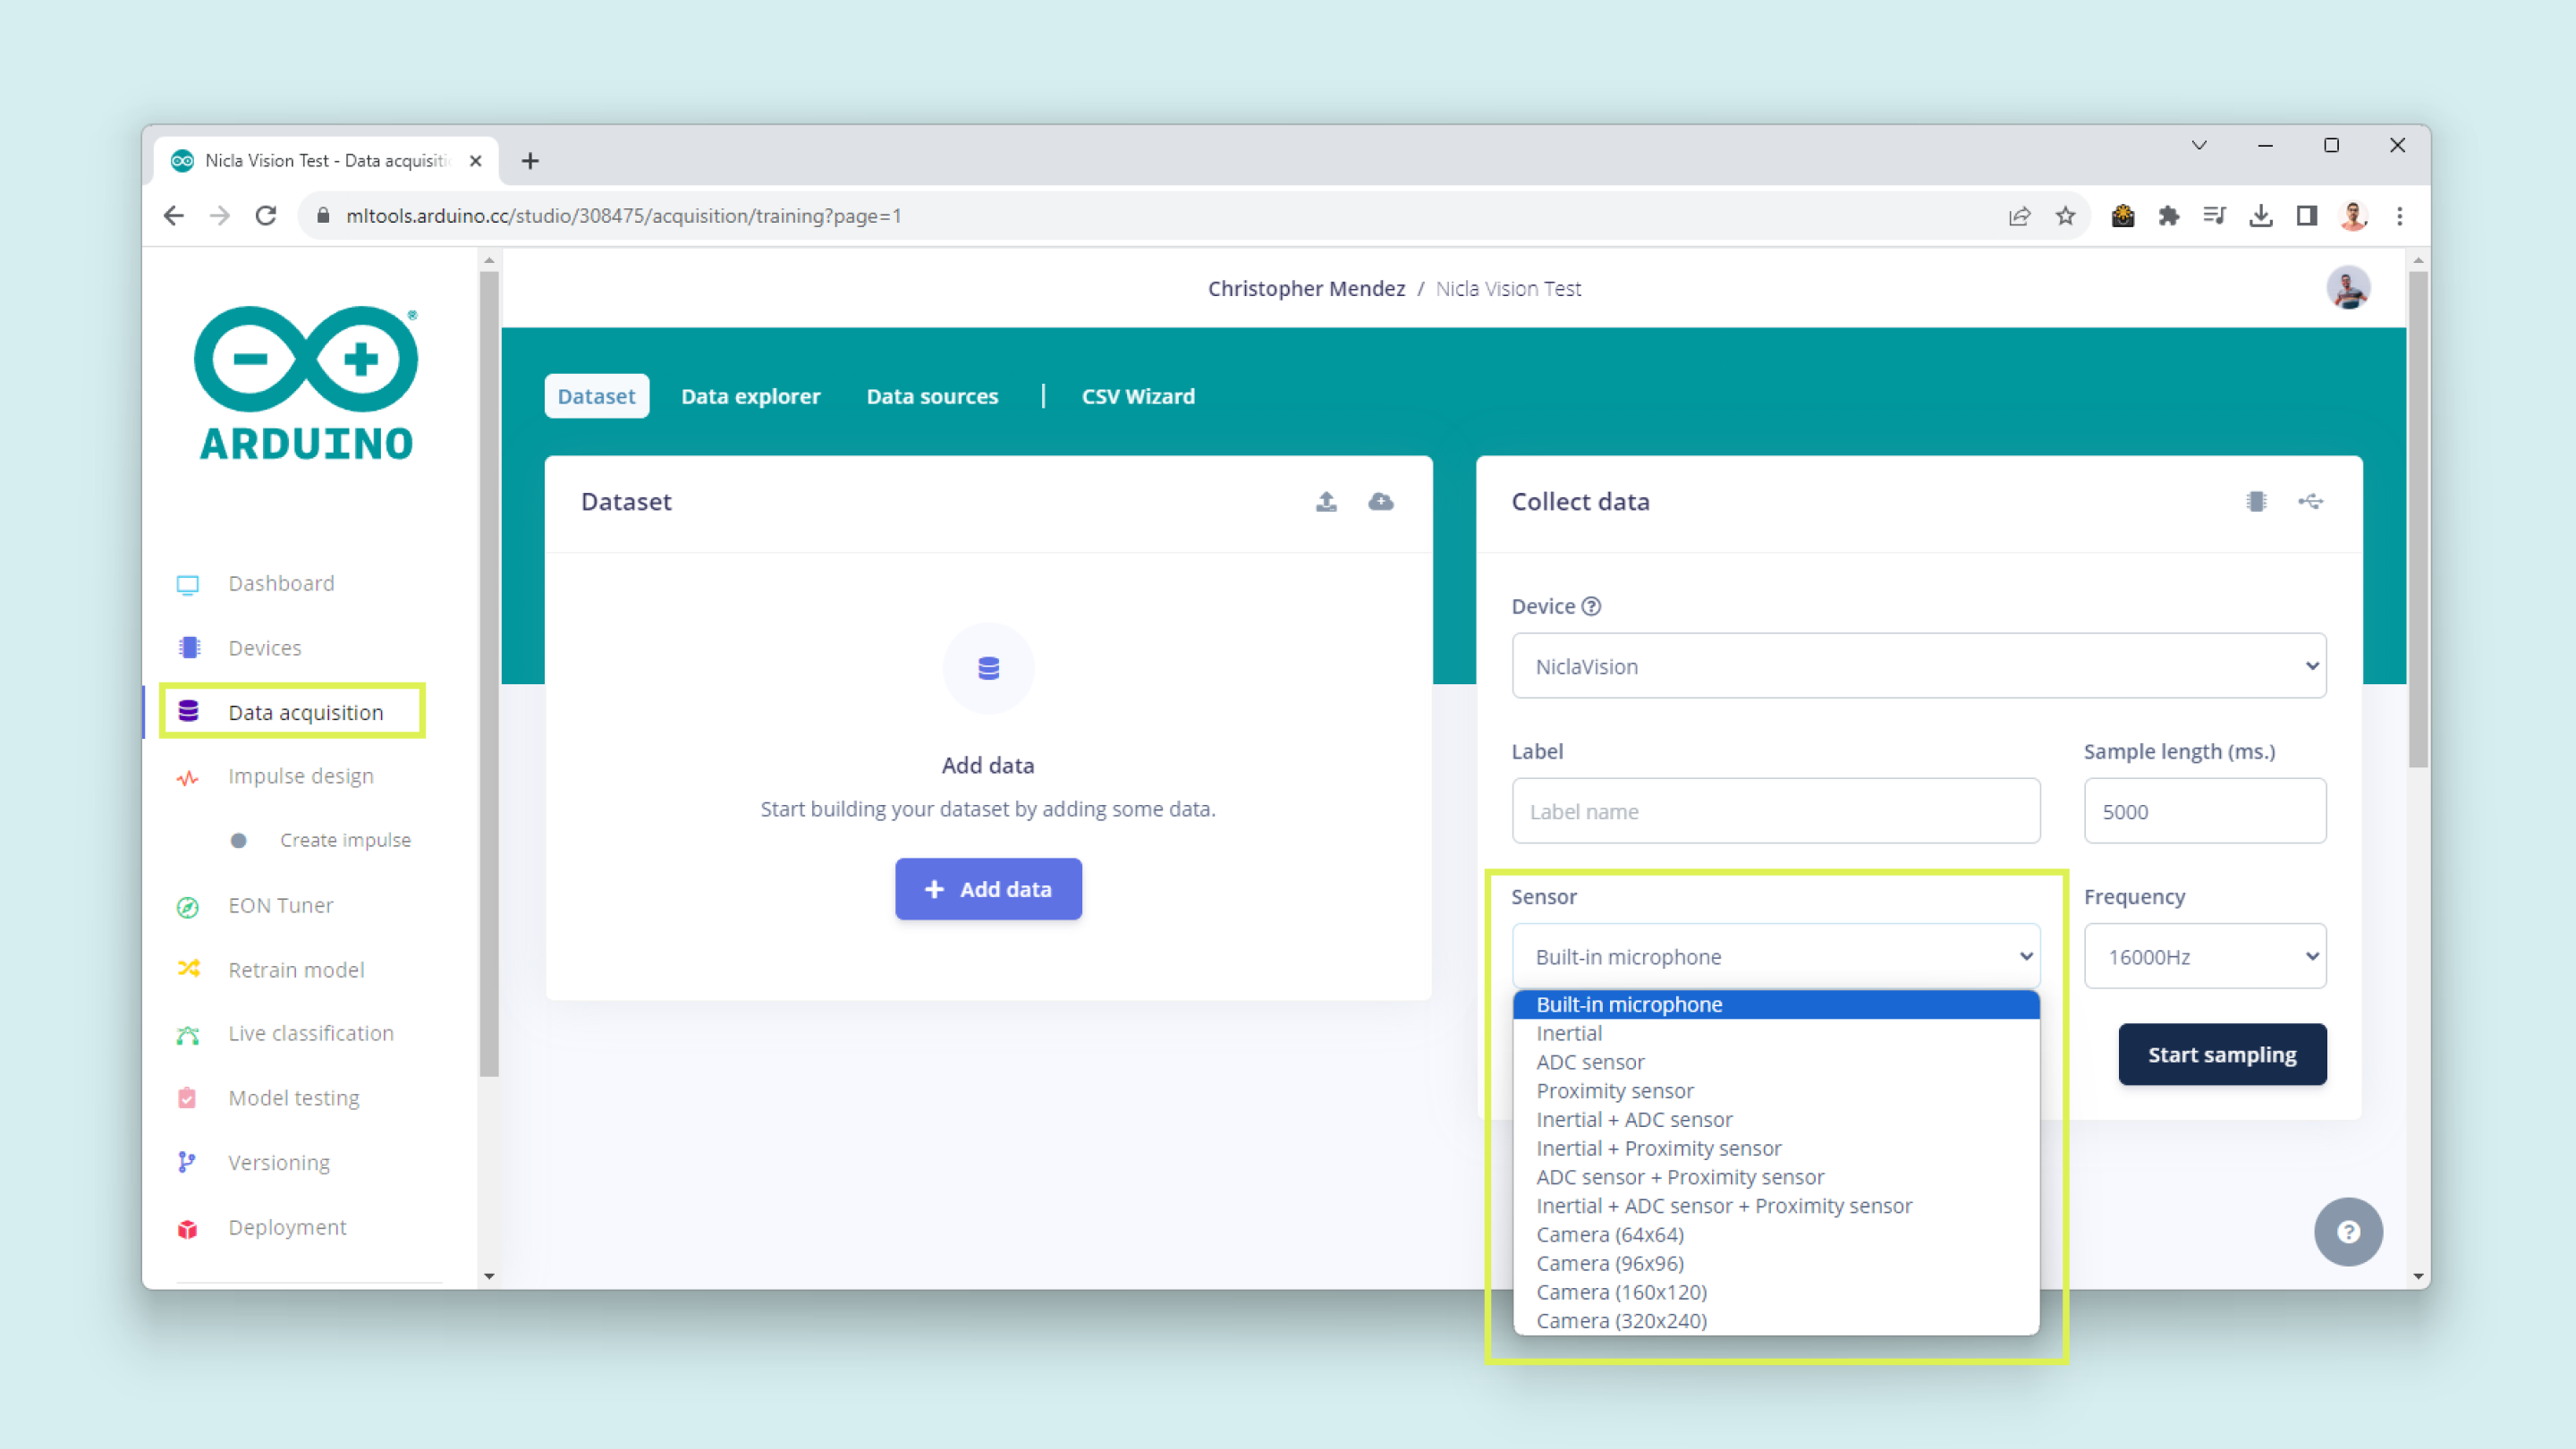 Nicla Vision Test - Data acquisiti
mltools.arduino.cc/studio/308475/acquisition/training?page=1
Christopher Mendez / Nicla Vision Test
ARDUINO
Dashboard
Devices
Data acquisition
Impulse design
Create impulse
EON Tuner
Retrain model
Live classification
Model testing
Versioning
Deployment
Dataset Data explorer Data sources | CSV Wizard
Dataset
Add data
Start building your dataset by adding some data.
+ Add data
Collect data
Device ?
NiclaVision
Label
Label name
Sample length (ms.)
5000
Sensor
Built-in microphone
Frequency
16000Hz
Built-in microphone
Inertial
ADC sensor
Proximity sensor
Inertial + ADC sensor
Inertial + Proximity sensor
ADC sensor + Proximity sensor
Inertial + ADC sensor + Proximity sensor
Camera (64x64)
Camera (96x96)
Camera (160x120)
Camera (320x240)
Start sampling
?